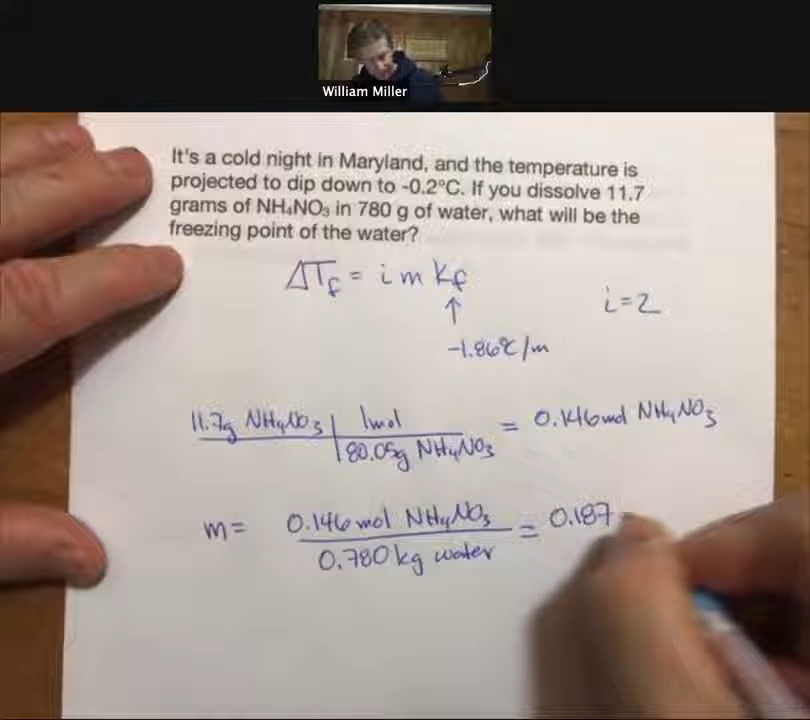 William Miller
It's a cold night in Maryland, and the temperature is
projected to dip down to -0.2°C. If you dissolve 11.7
grams of NH₄NO₃ in 780 g of water, what will be the
freezing point of the water?
ΔTf = i m Kf
i=2
↑
-1.86°C/m
11.7g NH₄NO₃ | 1mol = 0.146mol NH₄NO₃
80.05g NH₄NO₃
m = 0.146 mol NH₄NO₃ = 0.187
0.780 kg water